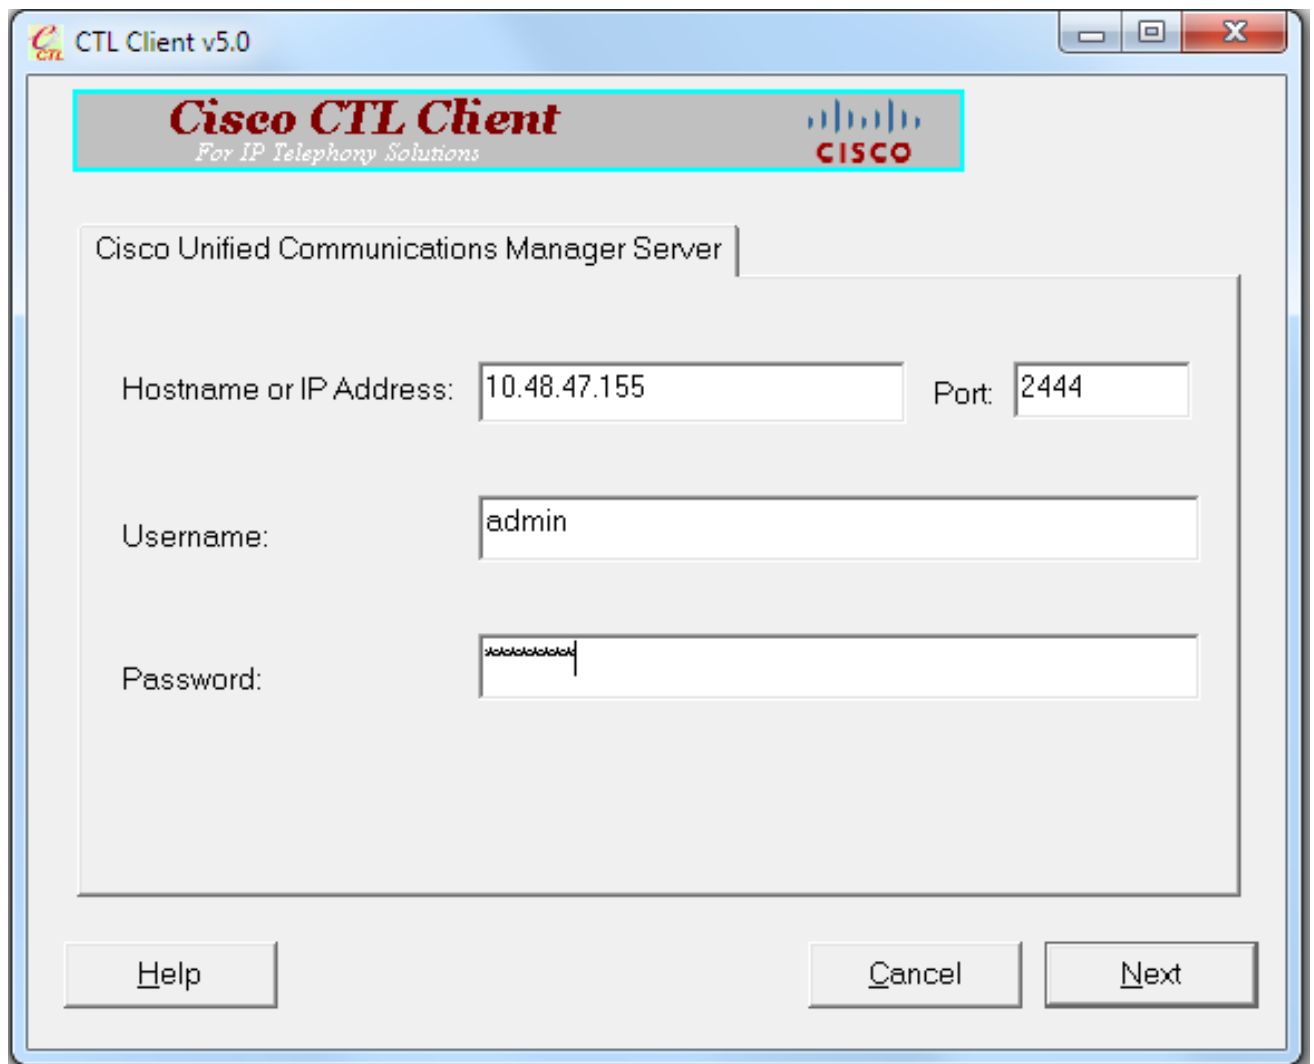 CTL Client v5.0
Cisco CTL Client
For IP Telephony Solutions
CISCO
Cisco Unified Communications Manager Server
Hostname or IP Address: 10.48.47.155 Port: 2444
Username: admin
Password: *********
Help Cancel Next